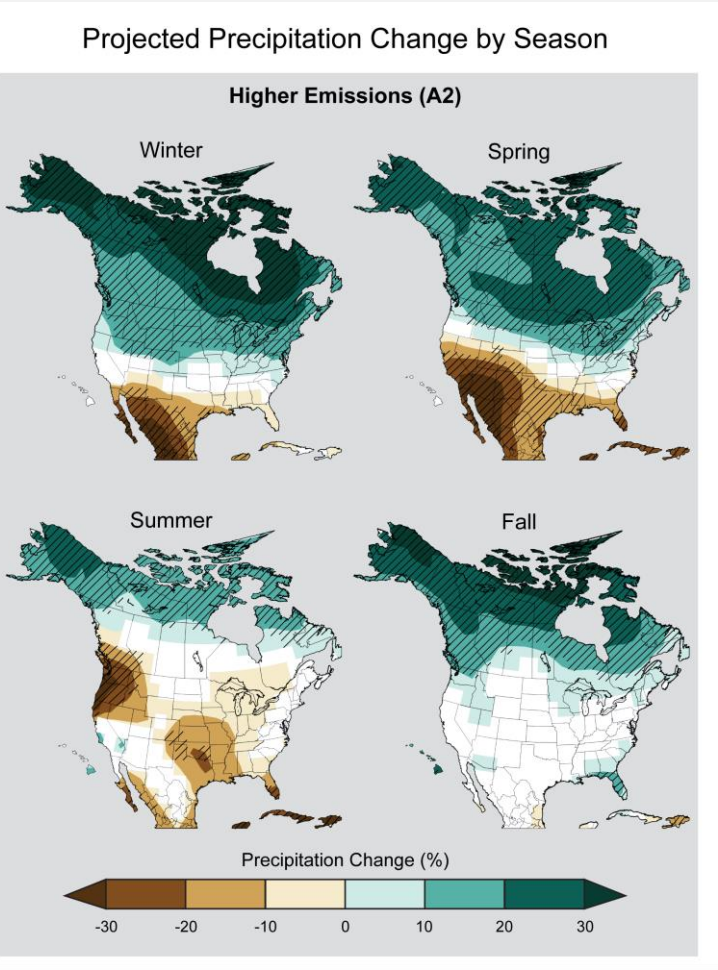 Projected Precipitation Change by Season
Higher Emissions (A2)
Winter
Spring
Summer
Fall
Precipitation Change (%)
-30 -20 -10 0 10 20 30